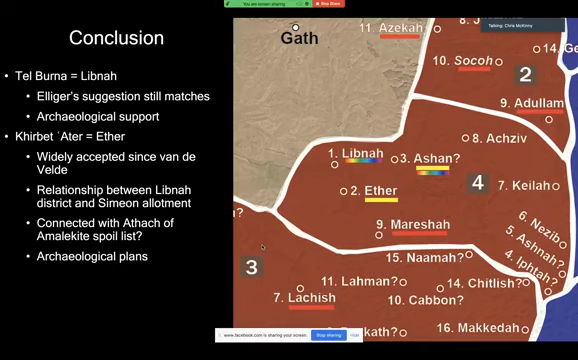 You are screen sharing
Stop Share
Talking: Chris McKinny
Conclusion
• Tel Burna = Libnah
• Elliger's suggestion still matches
• Archaeological support
• Khirbet ʿAter = Ether
• Widely accepted since van de
Velde
• Relationship between Libnah
district and Simeon allotment
• Connected with Athach of
Amalekite spoil list?
• Archaeological plans
Gath
11. Azekah
10. Socoh
14.
2
9. Adullam
8. Achziv
1. Libnah
3. Ashan?
2. Ether
4
7. Keilah
9. Mareshah
6. Nezib
5. Ashnah?
4. Iphtah?
15. Naamah?
3
11. Lahman?
14. Chitlish?
7. Lachish
10. Cabbon?
16. Makkedah
www.facebook.com is sharing your screen.
Stop sharing
Hide